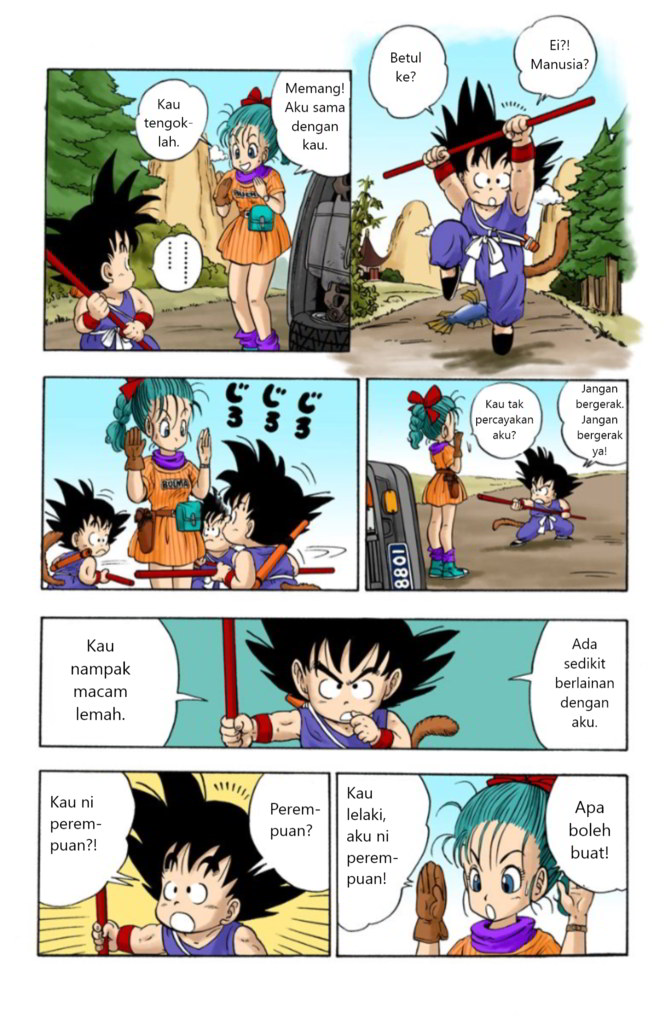 Ei?!
Manusia?
Betul
ke?
Memang!
Aku sama
dengan
kau.
Kau
tengok-
lah.
Jangan
bergerak.
Jangan
bergerak
ya!
Kau tak
percayakan
aku?
8801
じろ
じろ
じろ
BULMA
Ada
sedikit
berlainan
dengan
aku.
Kau
nampak
macam
lemah.
Apa
boleh
buat!
Kau
lelaki,
aku ni
perem-
puan!
Perem-
puan?
Kau ni
perem-
puan?!